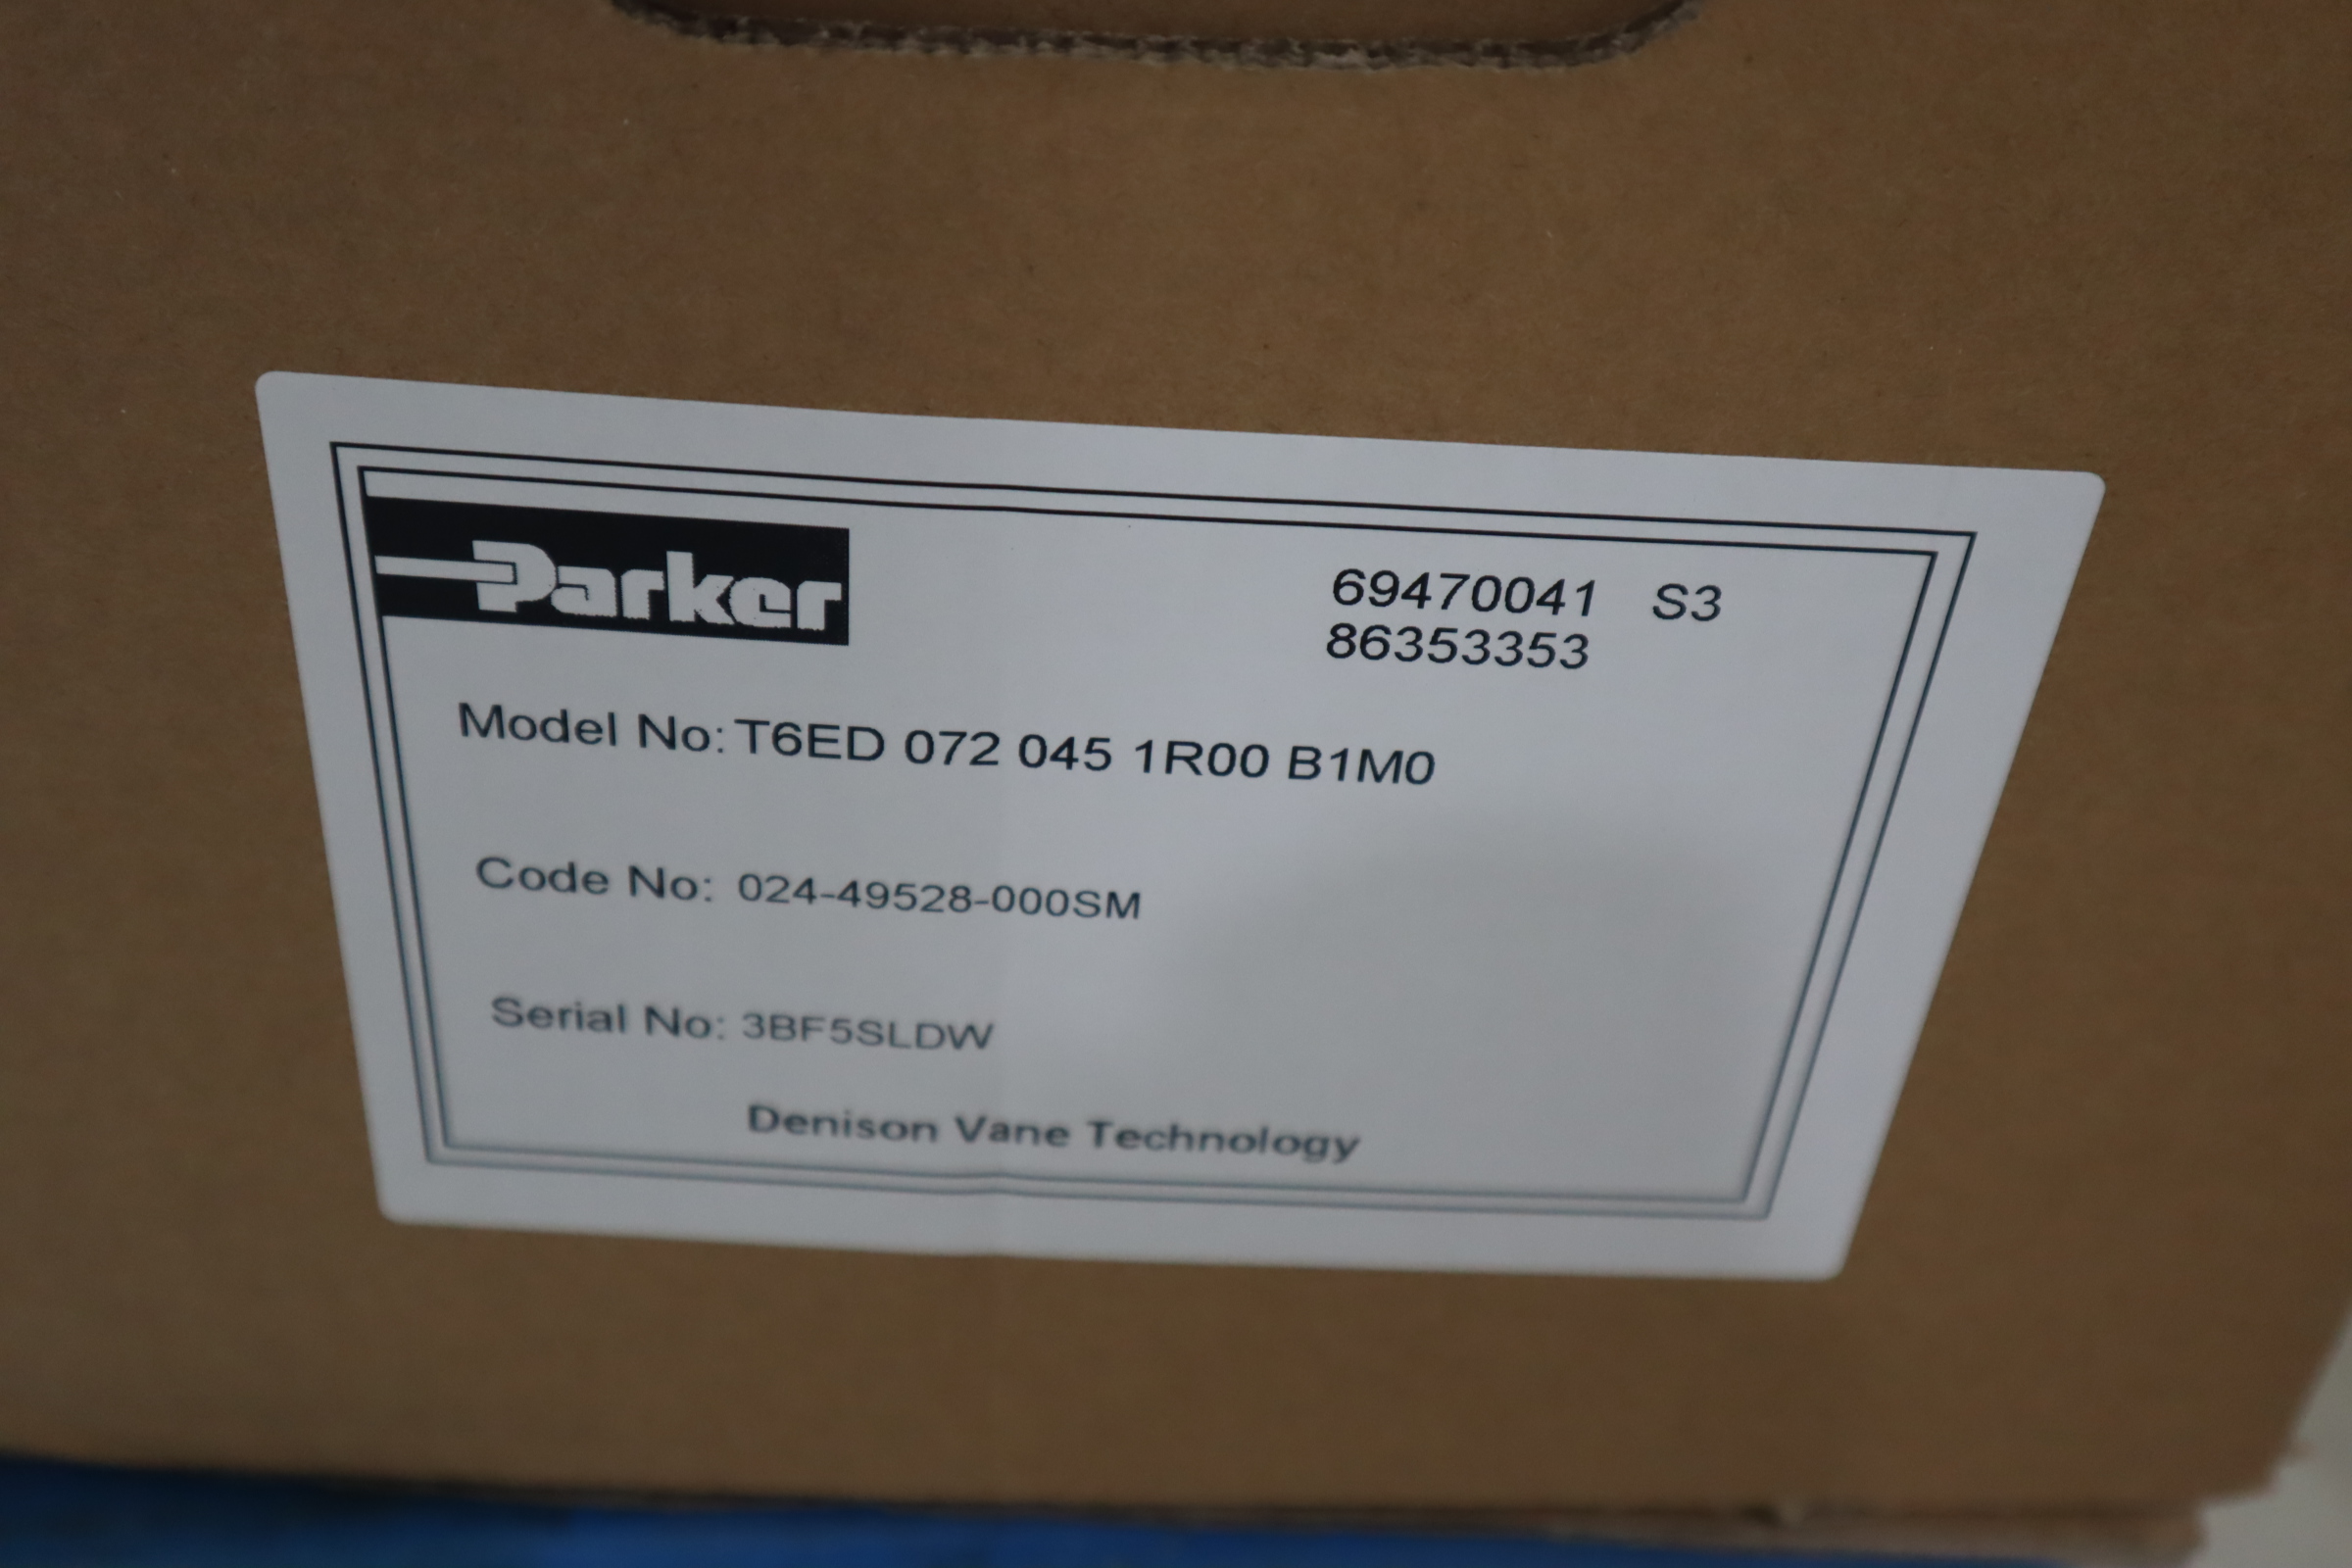 Parker
69470041 S3
86353353
Model No: T6ED 072 045 1R00 B1M0
Code No: 024-49528-000SM
Serial No: 3BF5SLDW
Denison Vane Technology